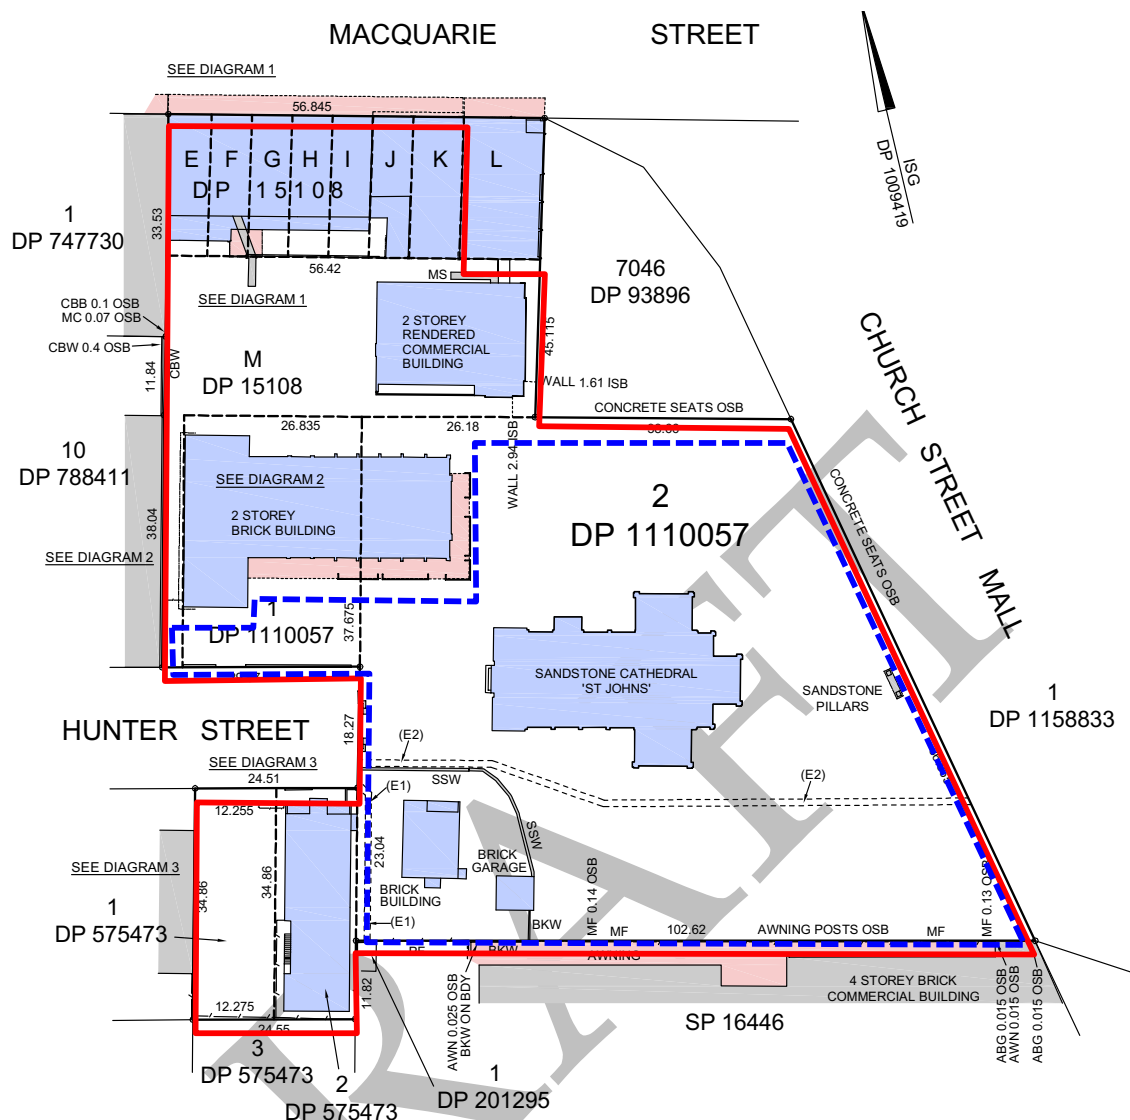 MACQUARIE STREET
SEE DIAGRAM 1
56.845
ISG
DP 1009419
E F G H I J K L
DP 15108
1
DP 747730
33.53
56.42
MS
7046
DP 93896
SEE DIAGRAM 1
CBB 0.1 OSB
MC 0.07 OSB
CBW 0.4 OSB
CBW
11.84
2 STOREY
RENDERED
COMMERCIAL
BUILDING
45.115
M
DP 15108
WALL 1.61 ISB
CHURCH STREET MALL
CONCRETE SEATS OSB
26.835
26.18
WALL 2.94 ISB
10
DP 788411
SEE DIAGRAM 2
2 STOREY
BRICK BUILDING
2
DP 1110057
CONCRETE SEATS OSB
38.04
SEE DIAGRAM 2
1
DP 1110057
37.675
SANDSTONE CATHEDRAL
'ST JOHNS'
SANDSTONE
PILLARS
1
DP 1158833
HUNTER STREET
18.27
(E2)
SEE DIAGRAM 3
24.51
SSW
(E1)
(E2)
12.255
SSW
23.04
BRICK
GARAGE
SEE DIAGRAM 3
34.86
34.86
BRICK
BUILDING
MF 0.14 OSB
MF 0.13 OSB
1
DP 575473
(E1)
BKW
MF
102.62
AWNING POSTS OSB
MF
BKW
AWNING
4 STOREY BRICK
COMMERCIAL BUILDING
11.82
12.275
24.55
AWN 0.025 OSB
BKW ON BDY
SP 16446
ABG 0.015 OSB
AWN 0.015 OSB
ABG 0.015 OSB
3
DP 575473
2
DP 575473
1
DP 201295